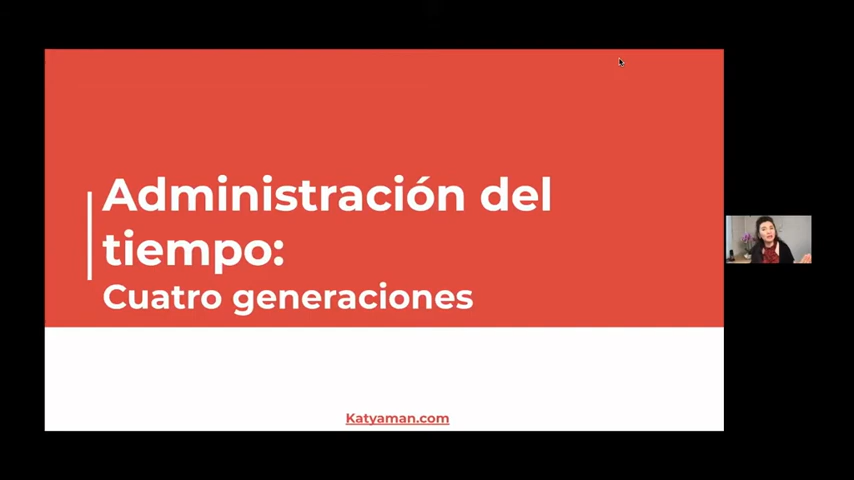 Administración del
tiempo:
Cuatro generaciones
Katyaman.com